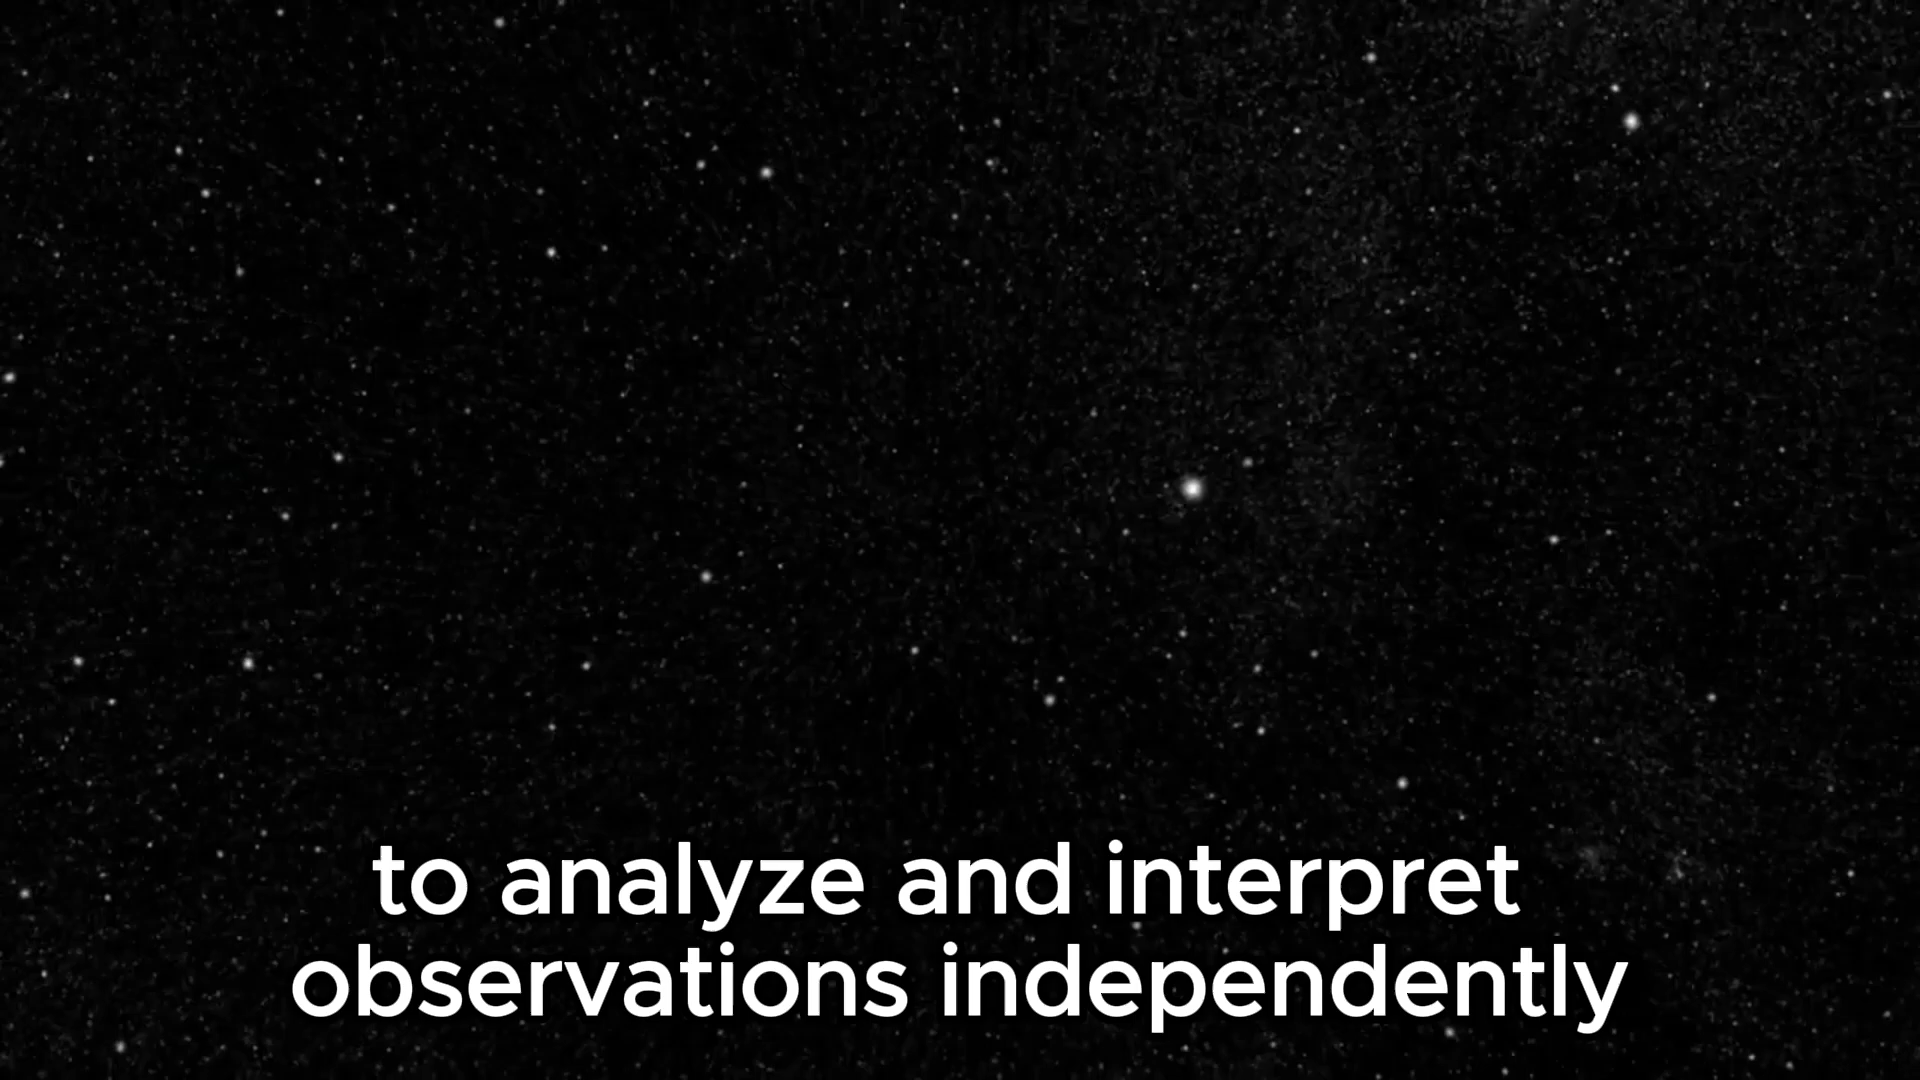 to analyze and interpret
observations independently